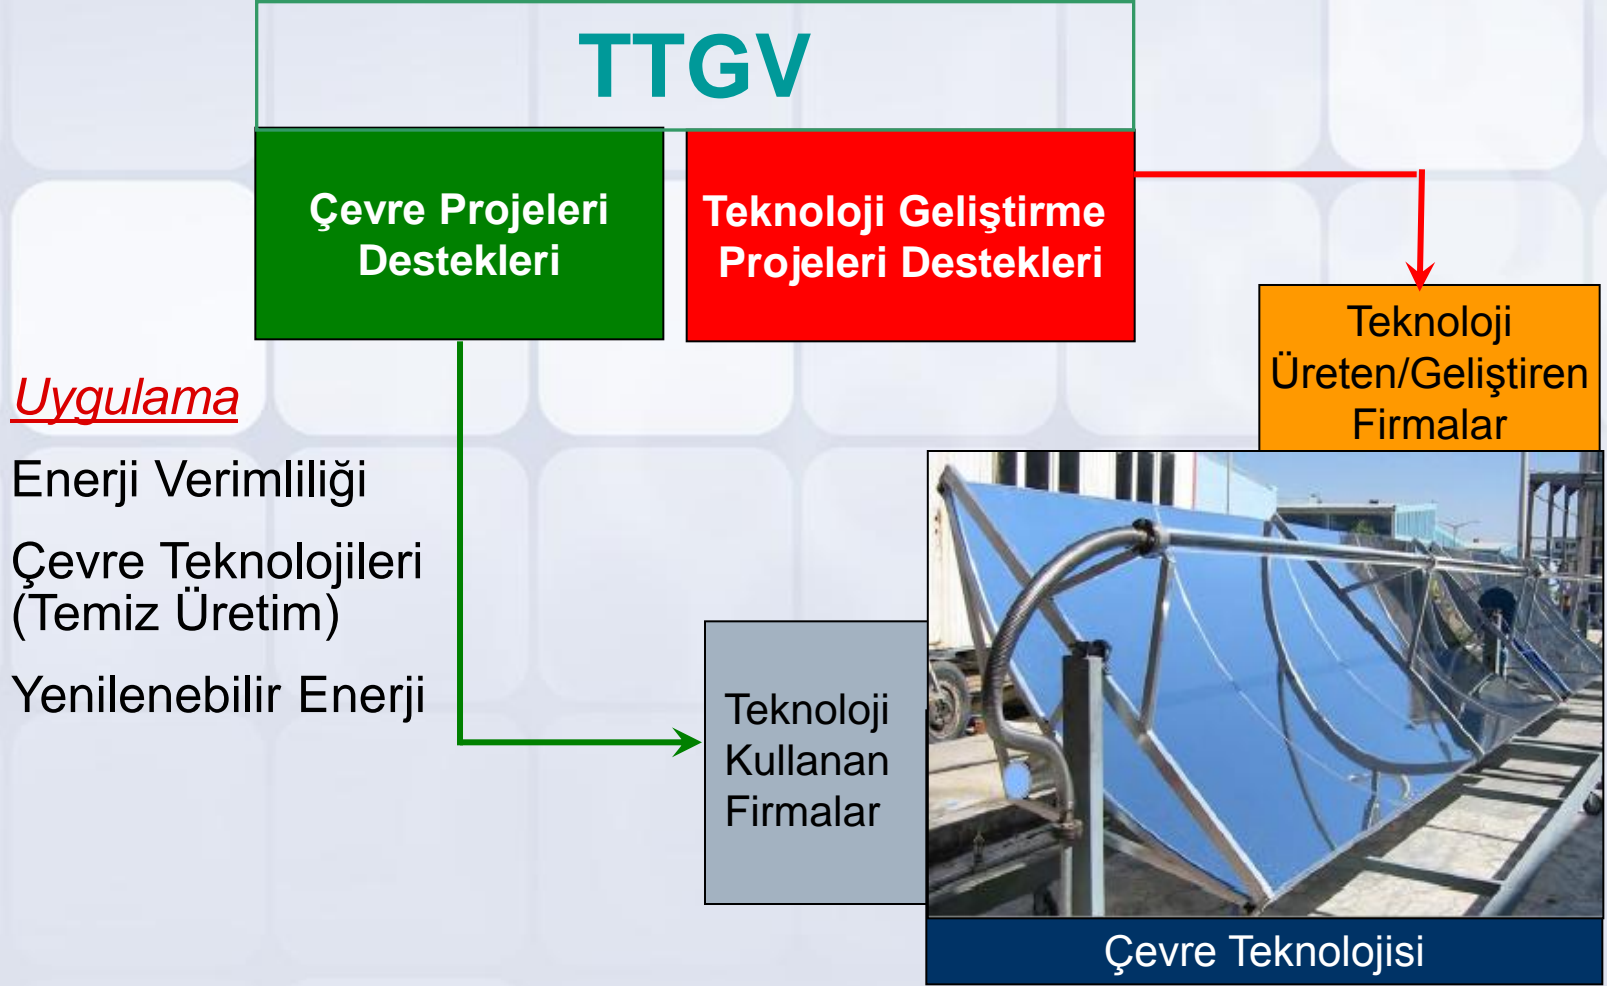 TTGV
Çevre Projeleri
Destekleri
Teknoloji Geliştirme
Projeleri Destekleri
Teknoloji
Üreten/Geliştiren
Firmalar
Uygulama
Enerji Verimliliği
Çevre Teknolojileri
(Temiz Üretim)
Yenilenebilir Enerji
Teknoloji
Kullanan
Firmalar
Çevre Teknolojisi